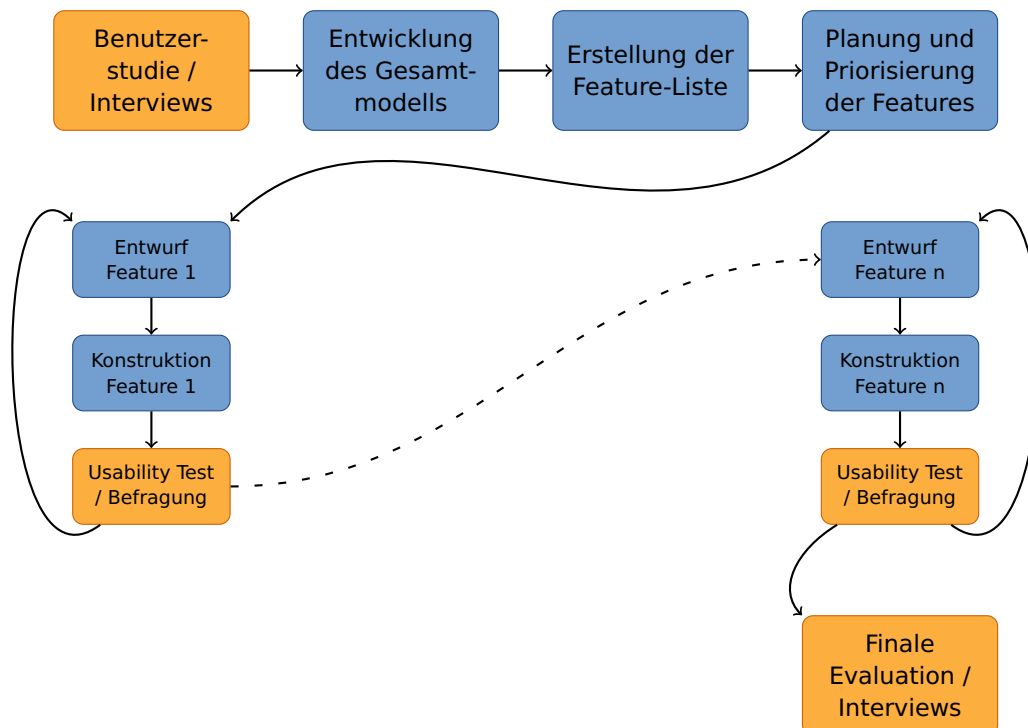 Benutzer-
studie /
Interviews
Entwicklung
des Gesamt-
modells
Erstellung der
Feature-Liste
Planung und
Priorisierung
der Features
Entwurf
Feature 1
Konstruktion
Feature 1
Usability Test
/ Befragung
Entwurf
Feature n
Konstruktion
Feature n
Usability Test
/ Befragung
Finale
Evaluation /
Interviews